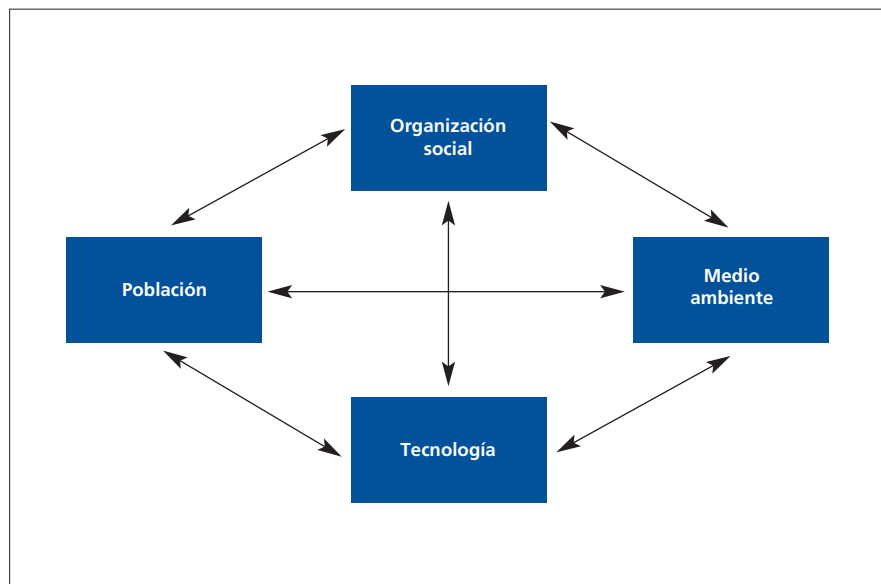 Organización
social
Población
Medio
ambiente
Tecnología